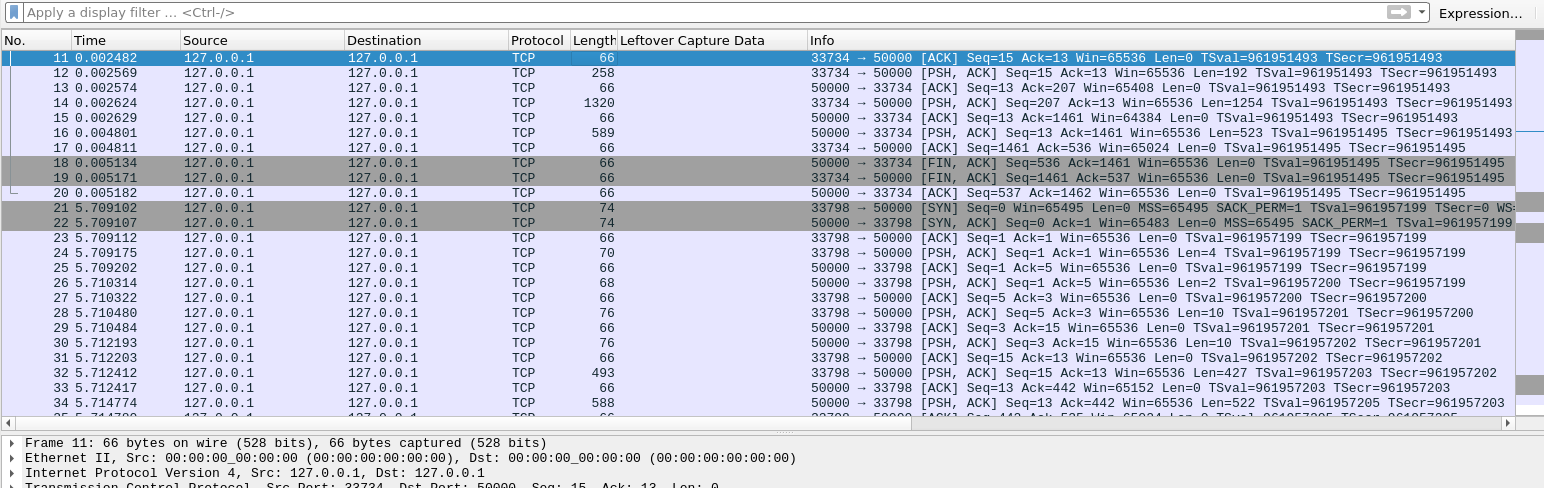 Apply a display filter ... <Ctrl-/> Expression...
No. Time Source Destination Protocol Length Leftover Capture Data Info
11 0.002482 127.0.0.1 127.0.0.1 TCP 66 33734 → 50000 [ACK] Seq=15 Ack=13 Win=65536 Len=0 TSval=961951493 TSecr=961951493
12 0.002569 127.0.0.1 127.0.0.1 TCP 258 33734 → 50000 [PSH, ACK] Seq=15 Ack=13 Win=65536 Len=192 TSval=961951493 TSecr=961951493
13 0.002574 127.0.0.1 127.0.0.1 TCP 66 50000 → 33734 [ACK] Seq=13 Ack=207 Win=65408 Len=0 TSval=961951493 TSecr=961951493
14 0.002624 127.0.0.1 127.0.0.1 TCP 1320 33734 → 50000 [PSH, ACK] Seq=207 Ack=13 Win=65536 Len=1254 TSval=961951493 TSecr=961951493
15 0.002629 127.0.0.1 127.0.0.1 TCP 66 50000 → 33734 [ACK] Seq=13 Ack=1461 Win=64384 Len=0 TSval=961951493 TSecr=961951493
16 0.004801 127.0.0.1 127.0.0.1 TCP 589 50000 → 33734 [PSH, ACK] Seq=13 Ack=1461 Win=65536 Len=523 TSval=961951495 TSecr=961951493
17 0.004811 127.0.0.1 127.0.0.1 TCP 66 33734 → 50000 [ACK] Seq=1461 Ack=536 Win=65024 Len=0 TSval=961951495 TSecr=961951495
18 0.005134 127.0.0.1 127.0.0.1 TCP 66 50000 → 33734 [FIN, ACK] Seq=536 Ack=1461 Win=65536 Len=0 TSval=961951495 TSecr=961951495
19 0.005171 127.0.0.1 127.0.0.1 TCP 66 33734 → 50000 [FIN, ACK] Seq=1461 Ack=537 Win=65536 Len=0 TSval=961951495 TSecr=961951495
20 0.005182 127.0.0.1 127.0.0.1 TCP 66 50000 → 33734 [ACK] Seq=537 Ack=1462 Win=65536 Len=0 TSval=961951495 TSecr=961951495
21 5.709102 127.0.0.1 127.0.0.1 TCP 74 33798 → 50000 [SYN] Seq=0 Win=65495 Len=0 MSS=65495 SACK_PERM=1 TSval=961957199 TSecr=0 WS=
22 5.709107 127.0.0.1 127.0.0.1 TCP 74 50000 → 33798 [SYN, ACK] Seq=0 Ack=1 Win=65483 Len=0 MSS=65495 SACK_PERM=1 TSval=961957199
23 5.709112 127.0.0.1 127.0.0.1 TCP 66 33798 → 50000 [ACK] Seq=1 Ack=1 Win=65536 Len=0 TSval=961957199 TSecr=961957199
24 5.709175 127.0.0.1 127.0.0.1 TCP 70 33798 → 50000 [PSH, ACK] Seq=1 Ack=1 Win=65536 Len=4 TSval=961957199 TSecr=961957199
25 5.709202 127.0.0.1 127.0.0.1 TCP 66 50000 → 33798 [ACK] Seq=1 Ack=5 Win=65536 Len=0 TSval=961957199 TSecr=961957199
26 5.710314 127.0.0.1 127.0.0.1 TCP 68 50000 → 33798 [PSH, ACK] Seq=1 Ack=5 Win=65536 Len=2 TSval=961957200 TSecr=961957199
27 5.710322 127.0.0.1 127.0.0.1 TCP 66 33798 → 50000 [ACK] Seq=5 Ack=3 Win=65536 Len=0 TSval=961957200 TSecr=961957200
28 5.710480 127.0.0.1 127.0.0.1 TCP 76 33798 → 50000 [PSH, ACK] Seq=5 Ack=3 Win=65536 Len=10 TSval=961957201 TSecr=961957200
29 5.710484 127.0.0.1 127.0.0.1 TCP 66 50000 → 33798 [ACK] Seq=3 Ack=15 Win=65536 Len=0 TSval=961957201 TSecr=961957201
30 5.712193 127.0.0.1 127.0.0.1 TCP 76 50000 → 33798 [PSH, ACK] Seq=3 Ack=15 Win=65536 Len=10 TSval=961957202 TSecr=961957201
31 5.712203 127.0.0.1 127.0.0.1 TCP 66 33798 → 50000 [ACK] Seq=15 Ack=13 Win=65536 Len=0 TSval=961957202 TSecr=961957202
32 5.712412 127.0.0.1 127.0.0.1 TCP 493 33798 → 50000 [PSH, ACK] Seq=15 Ack=13 Win=65536 Len=427 TSval=961957203 TSecr=961957202
33 5.712417 127.0.0.1 127.0.0.1 TCP 66 50000 → 33798 [ACK] Seq=13 Ack=442 Win=65152 Len=0 TSval=961957203 TSecr=961957203
34 5.714774 127.0.0.1 127.0.0.1 TCP 588 50000 → 33798 [PSH, ACK] Seq=13 Ack=442 Win=65536 Len=522 TSval=961957205 TSecr=961957203
Frame 11: 66 bytes on wire (528 bits), 66 bytes captured (528 bits)
Ethernet II, Src: 00:00:00_00:00:00 (00:00:00:00:00:00), Dst: 00:00:00_00:00:00 (00:00:00:00:00:00)
Internet Protocol Version 4, Src: 127.0.0.1, Dst: 127.0.0.1
Transmission Control Protocol, Src Port: 33734, Dst Port: 50000, Seq: 15, Ack: 13, Len: 0